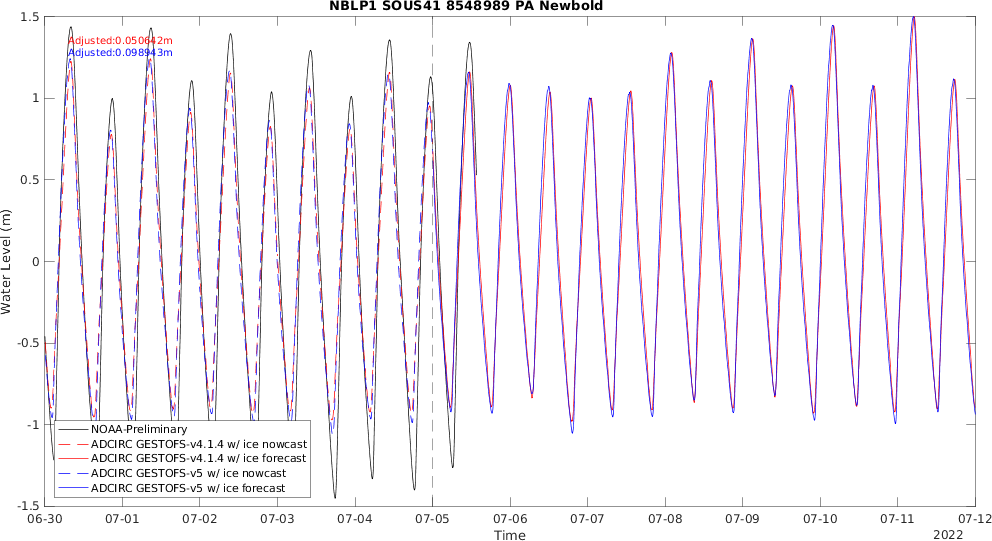 NBLP1 SOUS41 8548989 PA Newbold
Adjusted:0.050642m
Adjusted:0.098943m
Water Level (m)
1.5
1
0.5
0
-0.5
-1
-1.5
NOAA-Preliminary
ADCIRC GESTOFS-v4.1.4 w/ ice nowcast
ADCIRC GESTOFS-v4.1.4 w/ ice forecast
ADCIRC GESTOFS-v5 w/ ice nowcast
ADCIRC GESTOFS-v5 w/ ice forecast
06-30 07-01 07-02 07-03 07-04 07-05 07-06 07-07 07-08 07-09 07-10 07-11 07-12
Time
2022